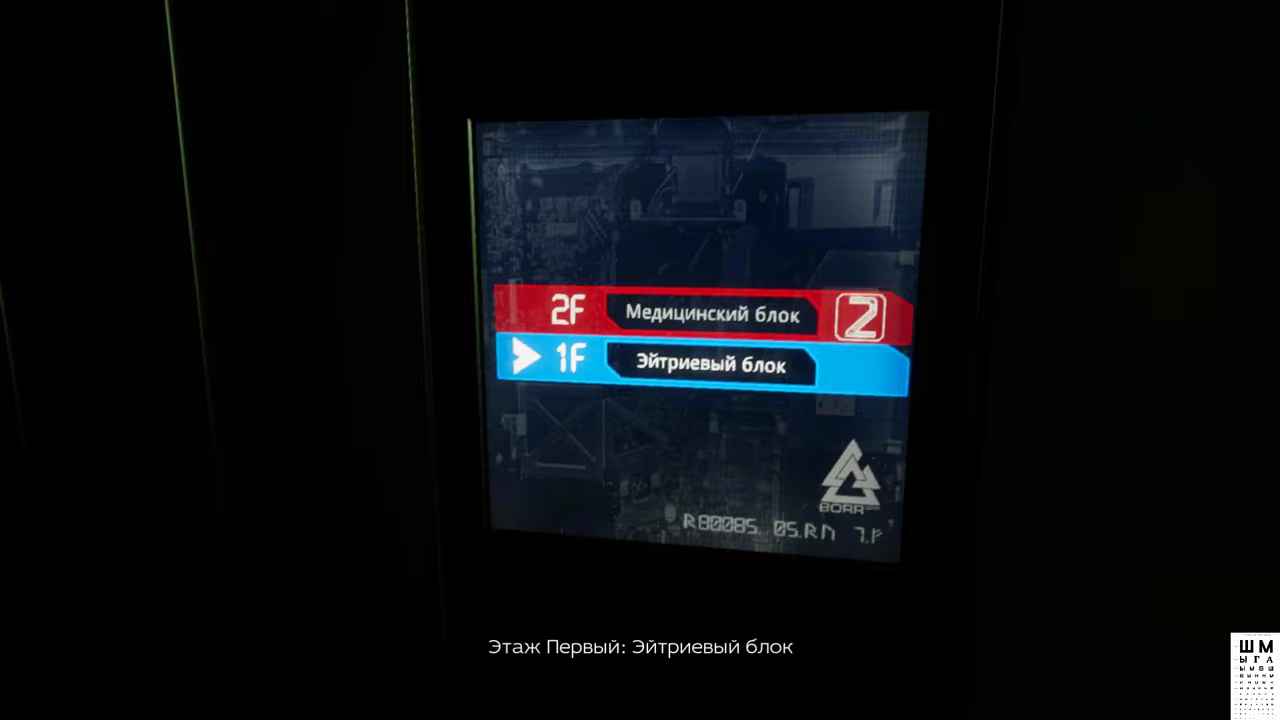 2F Медицинский блок 2
1F Эйтриевый блок
BORR
R80085. 05.RN 7.F
Этаж Первый: Эйтриевый блок
Ш М
Ы Г А
Ы М Б Ш
Б Ы Н К И